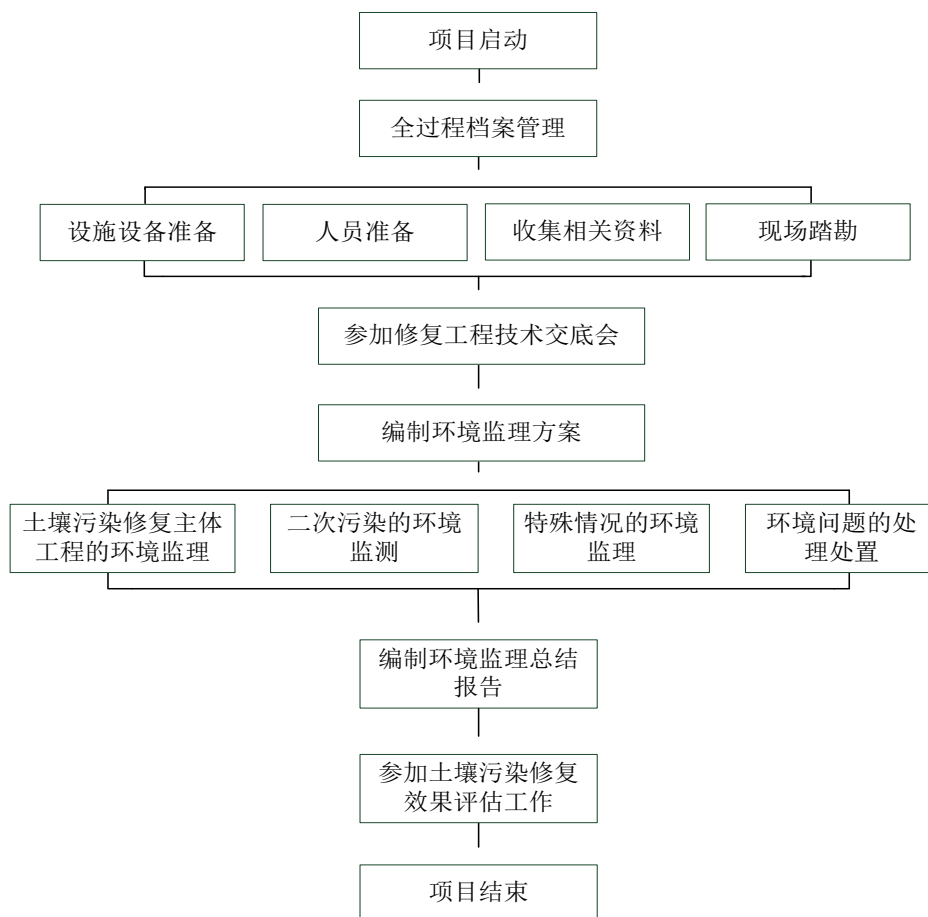 项目启动
全过程档案管理
设施设备准备
人员准备
收集相关资料
现场踏勘
参加修复工程技术交底会
编制环境监理方案
土壤污染修复主体
工程的环境监理
二次污染的环境
监测
特殊情况的环境
监理
环境问题的处
理处置
编制环境监理总结
报告
参加土壤污染修复
效果评估工作
项目结束